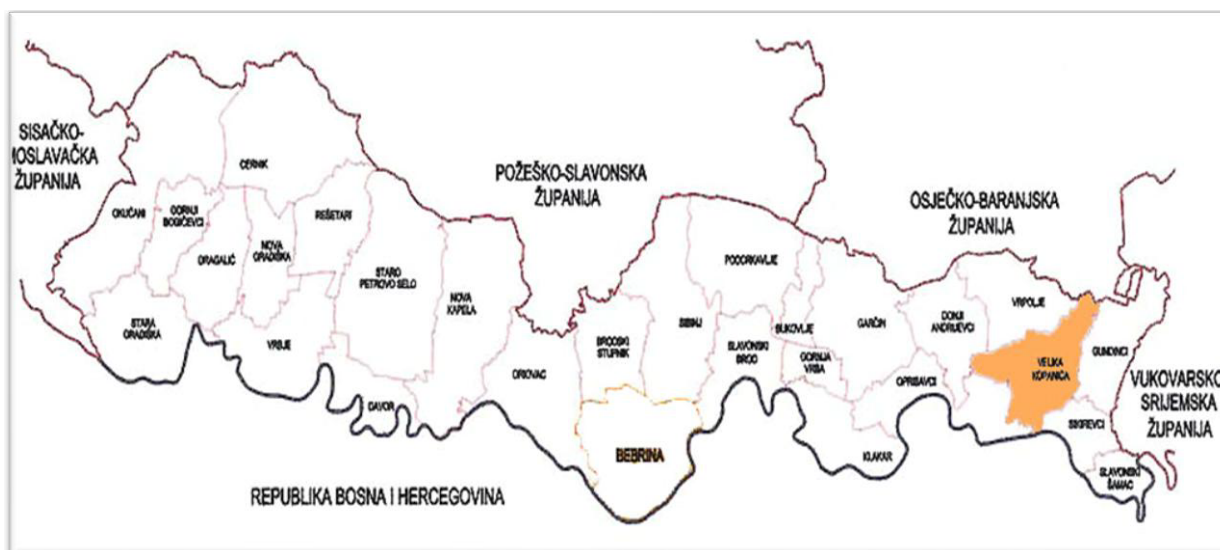 SISAČKO-
MOSLAVAČKA
ŽUPANIJA
POŽEŠKO-SLAVONSKA
ŽUPANIJA
OSJEČKO-BARANJSKA
ŽUPANIJA
CERNIK
OKUČANI
GORNJI
BOGIČEVCI
REŠETARI
DRAGALIĆ
NOVA
GRADIŠKA
STARO
PETROVO SELO
NOVA
KAPELA
STARA
GRADIŠKA
VRBJE
DAVOR
ORIOVAC
BRODSKI
STUPNIK
SIBINJ
PODCRKAVLJE
BUKOVLJE
SLAVONSKI
BROD
GORNJA
VRBA
GARČIN
DONJI
ANDRIJEVCI
VRPOLJE
OPRISAVCI
VELIKA
KOPANICA
GUNDINCI
VUKOVARSKO
SRIJEMSKA
ŽUPANIJA
SIKIREVCI
KLAKAR
SLAVONSKI
ŠAMAC
BEBRINA
REPUBLIKA BOSNA I HERCEGOVINA